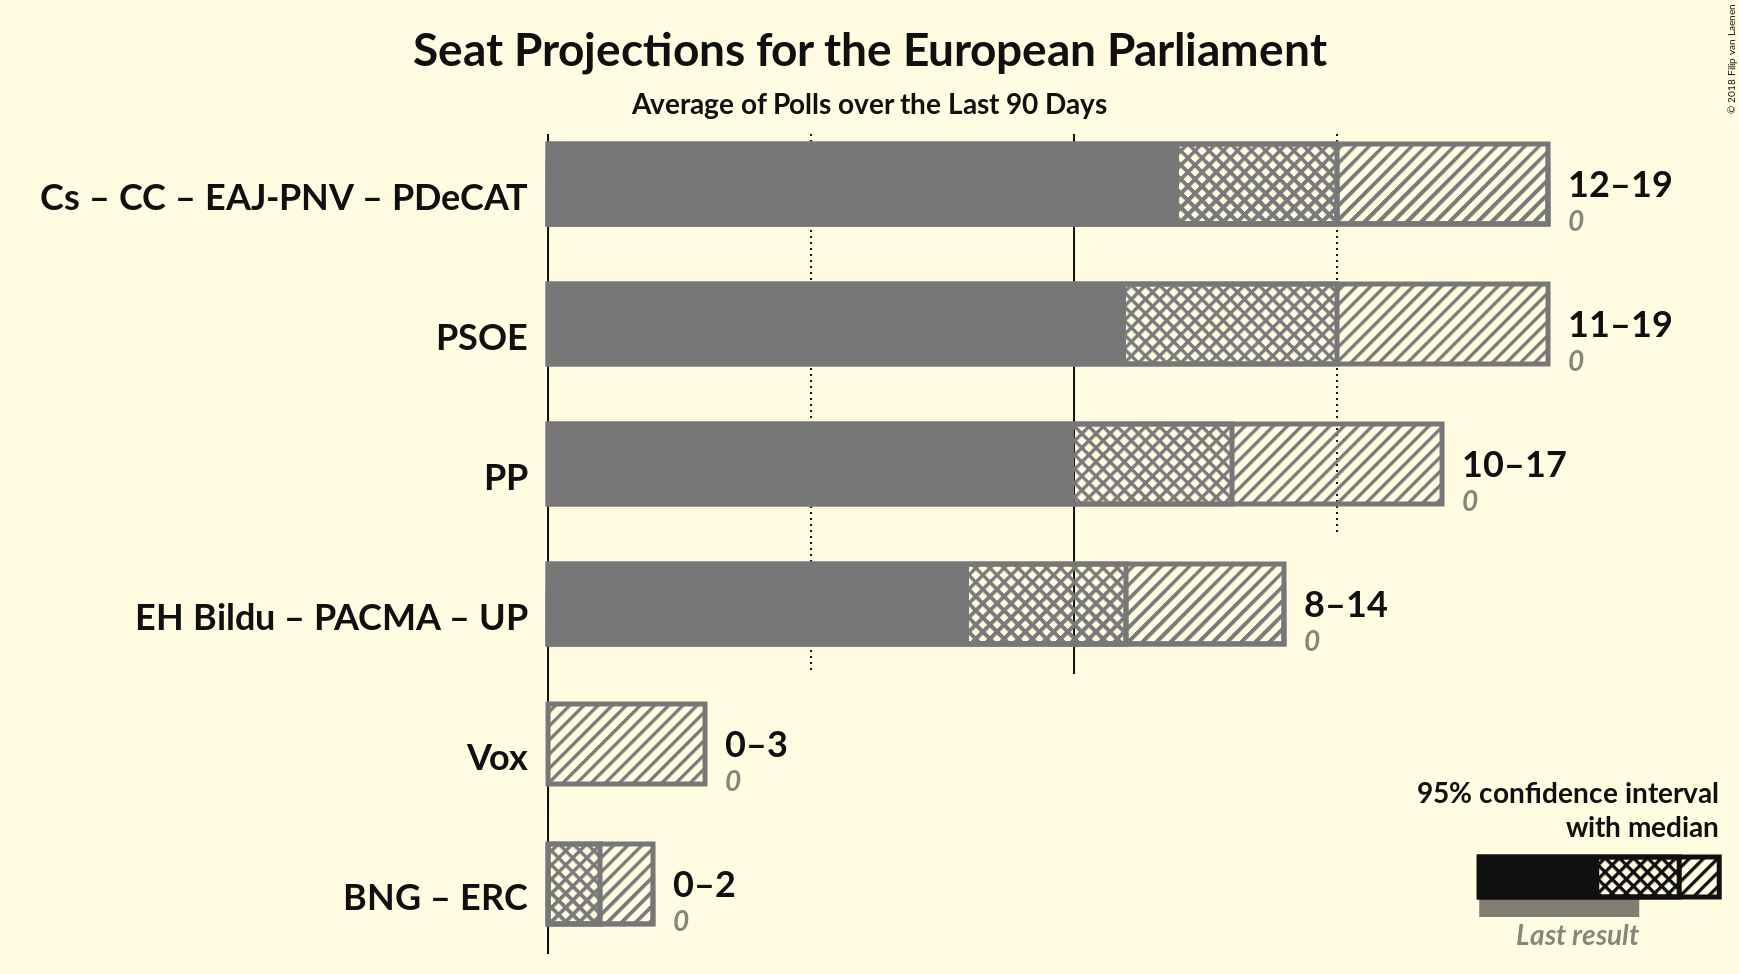 Seat Projections for the European Parliament
Average of Polls over the Last 90 Days
© 2018 Filip van Laenen
Cs – CC – EAJ-PNV – PDeCAT
12–19
0
PSOE
11–19
0
PP
10–17
0
EH Bildu – PACMA – UP
8–14
0
Vox
0–3
0
BNG – ERC
0–2
0
95% confidence interval
with median
Last result